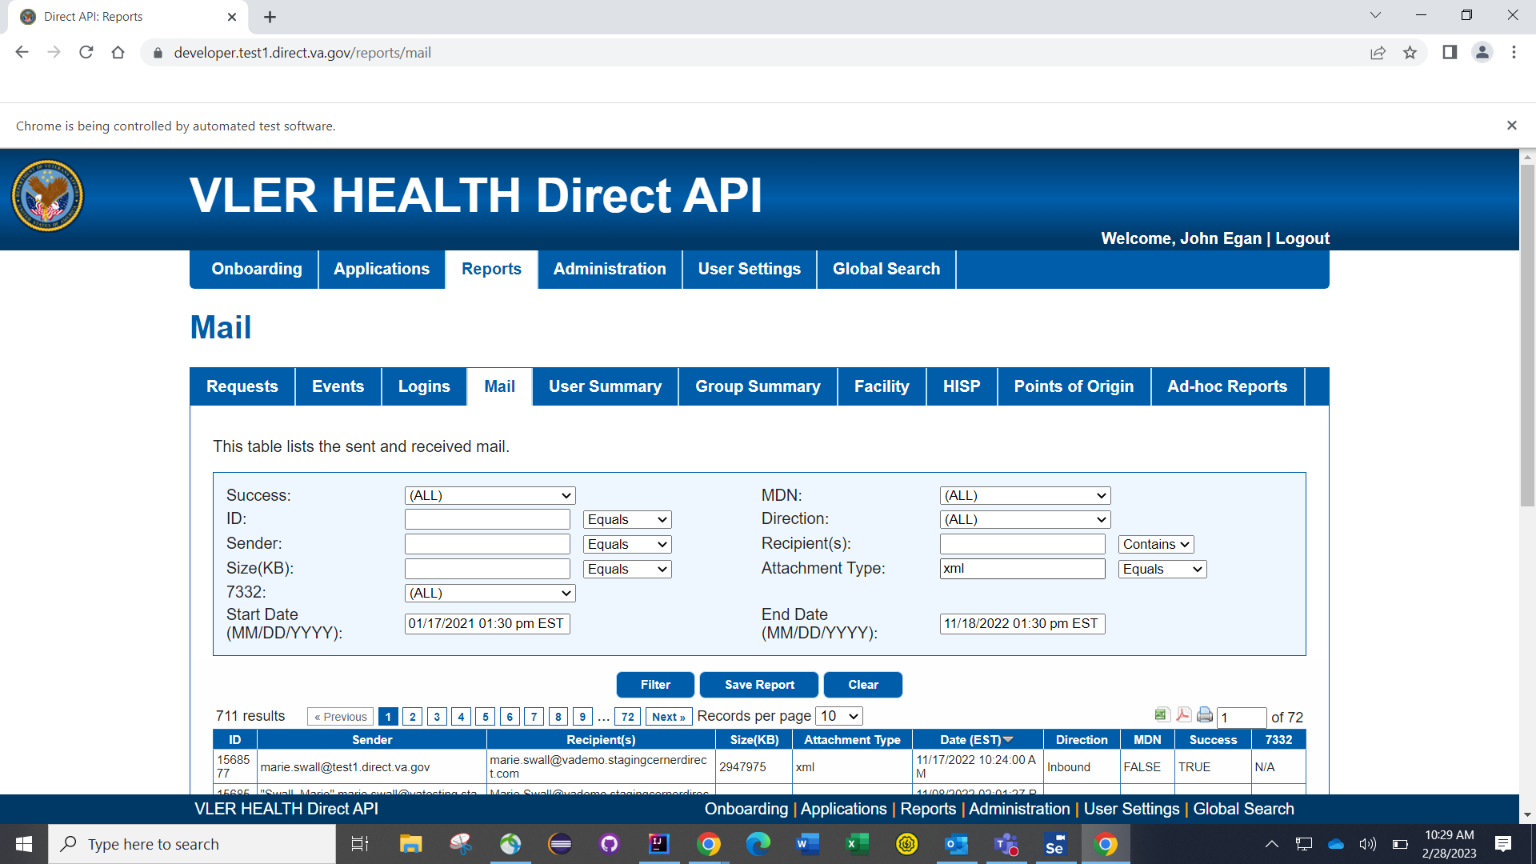 Direct API: Reports
developer.test1.direct.va.gov/reports/mail
Chrome is being controlled by automated test software.
VLER HEALTH Direct API
Welcome, John Egan | Logout
Onboarding Applications Reports Administration User Settings Global Search
Mail
Requests Events Logins Mail User Summary Group Summary Facility HISP Points of Origin Ad-hoc Reports
This table lists the sent and received mail.
Success: (ALL) MDN: (ALL)
ID: Equals Direction: (ALL)
Sender: Equals Recipient(s): Contains
Size(KB): Equals Attachment Type: xml Equals
7332: (ALL)
Start Date (MM/DD/YYYY): 01/17/2021 01:30 pm EST End Date (MM/DD/YYYY): 11/18/2022 01:30 pm EST
Filter Save Report Clear
711 results « Previous 1 2 3 4 5 6 7 8 9 ... 72 Next » Records per page 10 1 of 72
ID Sender Recipient(s) Size(KB) Attachment Type Date (EST) Direction MDN Success 7332
1568577 marie.swall@test1.direct.va.gov marie.swall@vademo.stagingcernerdirect.com 2947975 xml 11/17/2022 10:24:00 AM Inbound FALSE TRUE N/A
VLER HEALTH Direct API Onboarding | Applications | Reports | Administration | User Settings | Global Search
Type here to search
10:29 AM
2/28/2023